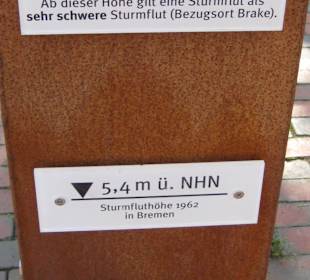 Ab dieser Höhe gilt eine Sturmflut als
sehr schwere Sturmflut (Bezugsort Brake).
▼ 5,4 m ü. NHN
Sturmfluthöhe 1962
in Bremen